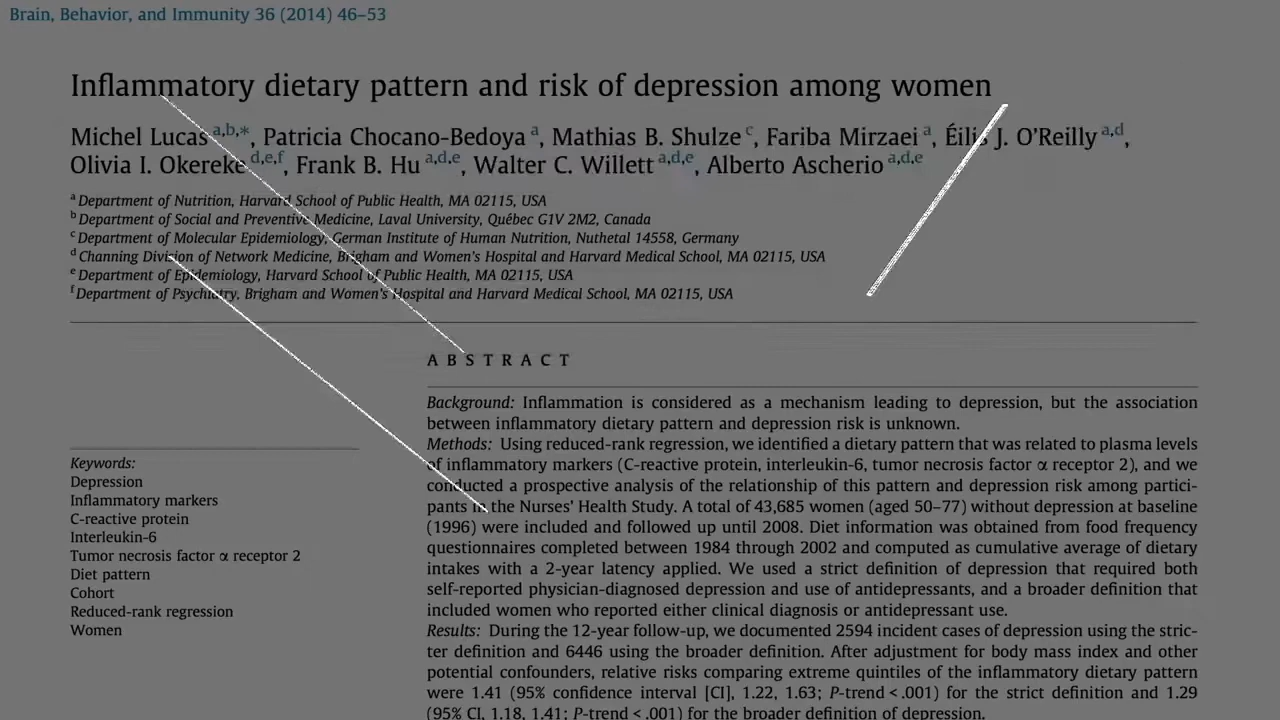 Brain, Behavior, and Immunity 36 (2014) 46–53
Inflammatory dietary pattern and risk of depression among women
Michel Lucas a,b,*, Patricia Chocano-Bedoya a, Mathias B. Shulze c, Fariba Mirzaei a, Éilis J. O'Reilly a,d,
Olivia I. Okereke d,e,f, Frank B. Hu a,d,e, Walter C. Willett a,d,e, Alberto Ascherio a,d,e
a Department of Nutrition, Harvard School of Public Health, MA 02115, USA
b Department of Social and Preventive Medicine, Laval University, Québec G1V 2M2, Canada
c Department of Molecular Epidemiology, German Institute of Human Nutrition, Nuthetal 14558, Germany
d Channing Division of Network Medicine, Brigham and Women's Hospital and Harvard Medical School, MA 02115, USA
e Department of Epidemiology, Harvard School of Public Health, MA 02115, USA
f Department of Psychiatry, Brigham and Women's Hospital and Harvard Medical School, MA 02115, USA
Keywords:
Depression
Inflammatory markers
C-reactive protein
Interleukin-6
Tumor necrosis factor α receptor 2
Diet pattern
Cohort
Reduced-rank regression
Women
ABSTRACT
Background: Inflammation is considered as a mechanism leading to depression, but the association
between inflammatory dietary pattern and depression risk is unknown.
Methods: Using reduced-rank regression, we identified a dietary pattern that was related to plasma levels
of inflammatory markers (C-reactive protein, interleukin-6, tumor necrosis factor α receptor 2), and we
conducted a prospective analysis of the relationship of this pattern and depression risk among partici-
pants in the Nurses' Health Study. A total of 43,685 women (aged 50–77) without depression at baseline
(1996) were included and followed up until 2008. Diet information was obtained from food frequency
questionnaires completed between 1984 through 2002 and computed as cumulative average of dietary
intakes with a 2-year latency applied. We used a strict definition of depression that required both
self-reported physician-diagnosed depression and use of antidepressants, and a broader definition that
included women who reported either clinical diagnosis or antidepressant use.
Results: During the 12-year follow-up, we documented 2594 incident cases of depression using the stric-
ter definition and 6446 using the broader definition. After adjustment for body mass index and other
potential confounders, relative risks comparing extreme quintiles of the inflammatory dietary pattern
were 1.41 (95% confidence interval [CI], 1.22, 1.63; P-trend < .001) for the strict definition and 1.29
(95% CI, 1.18, 1.41; P-trend < .001) for the broader definition of depression.